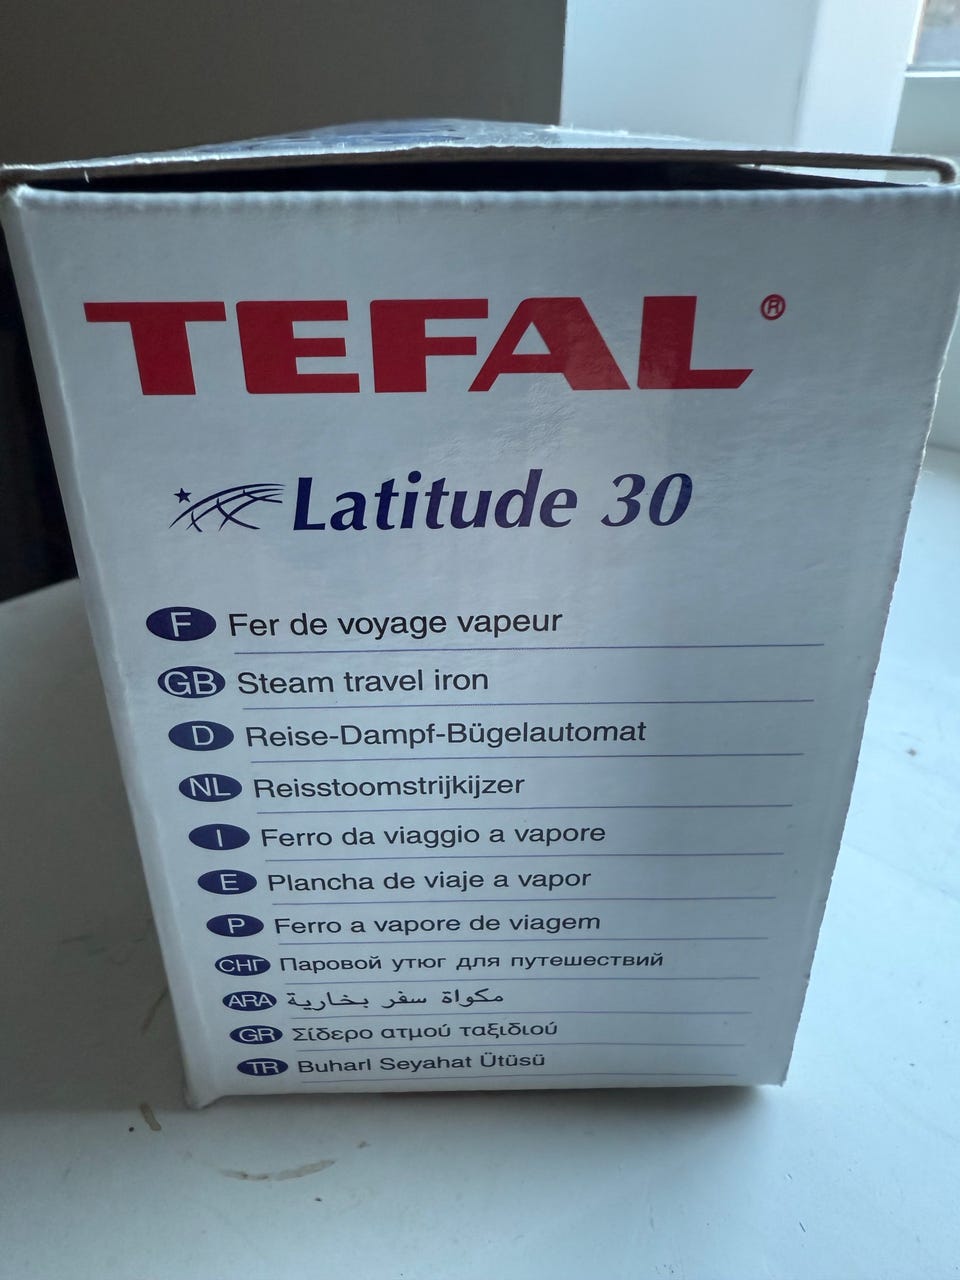 TEFAL®
Latitude 30
F Fer de voyage vapeur
GB Steam travel iron
D Reise-Dampf-Bügelautomat
NL Reisstoomstrijkijzer
I Ferro da viaggio a vapore
E Plancha de viaje a vapor
P Ferro a vapore de viagem
СНГ Паровой утюг для путешествий
ARA مكواة سفر بخارية
GR Σίδερο ατμού ταξιδιού
TR Buharl Seyahat Ütüsü